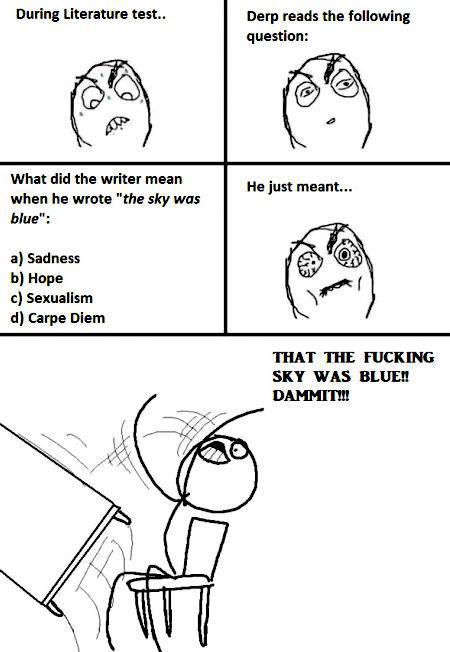 During Literature test..
Derp reads the following
question:
What did the writer mean
when he wrote "the sky was
blue":
a) Sadness
b) Hope
c) Sexualism
d) Carpe Diem
He just meant...
THAT THE FUCKING
SKY WAS BLUE!!
DAMMIT!!!